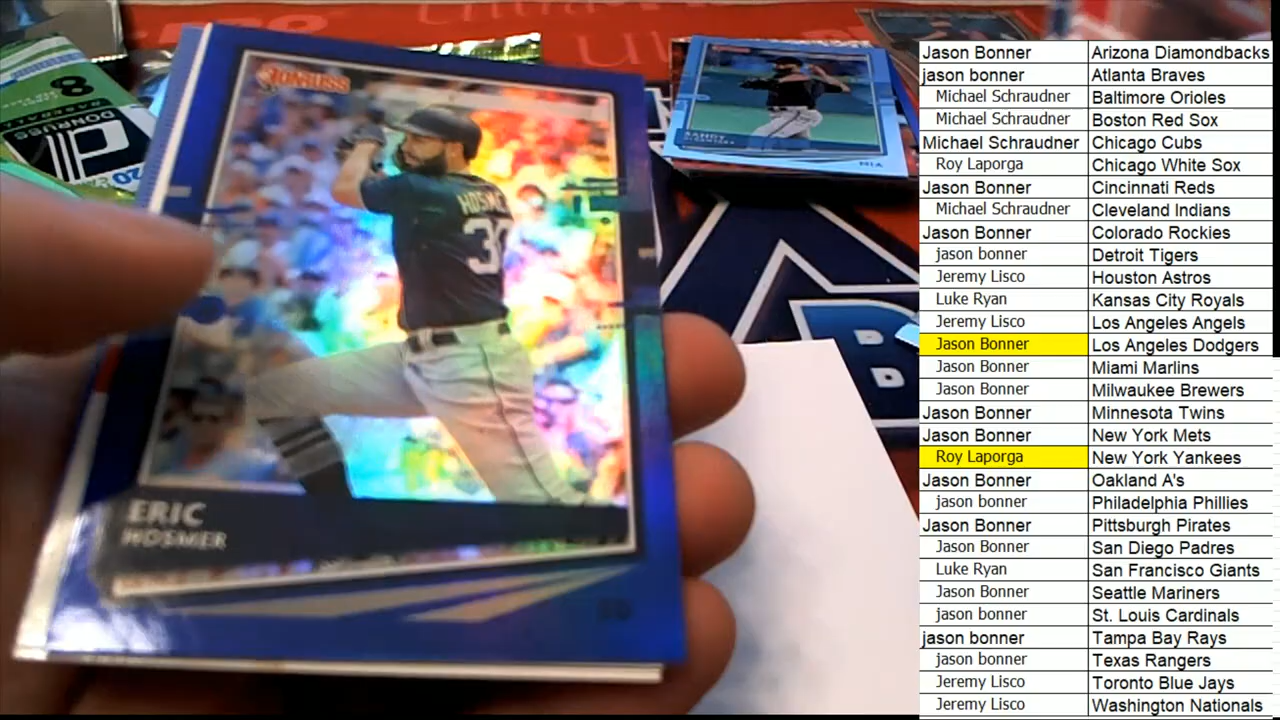 DONRUSS
HOSMER
30
ERIC
HOSMER
SD
8
BASEBALL
DONRUSS
20
SANDY
MIA
Jason Bonner Arizona Diamondbacks
jason bonner Atlanta Braves
Michael Schraudner Baltimore Orioles
Michael Schraudner Boston Red Sox
Michael Schraudner Chicago Cubs
Roy Laporga Chicago White Sox
Jason Bonner Cincinnati Reds
Michael Schraudner Cleveland Indians
Jason Bonner Colorado Rockies
jason bonner Detroit Tigers
Jeremy Lisco Houston Astros
Luke Ryan Kansas City Royals
Jeremy Lisco Los Angeles Angels
Jason Bonner Los Angeles Dodgers
Jason Bonner Miami Marlins
Jason Bonner Milwaukee Brewers
Jason Bonner Minnesota Twins
Jason Bonner New York Mets
Roy Laporga New York Yankees
Jason Bonner Oakland A's
jason bonner Philadelphia Phillies
Jason Bonner Pittsburgh Pirates
Jason Bonner San Diego Padres
Luke Ryan San Francisco Giants
Jason Bonner Seattle Mariners
jason bonner St. Louis Cardinals
jason bonner Tampa Bay Rays
jason bonner Texas Rangers
Jeremy Lisco Toronto Blue Jays
Jeremy Lisco Washington Nationals